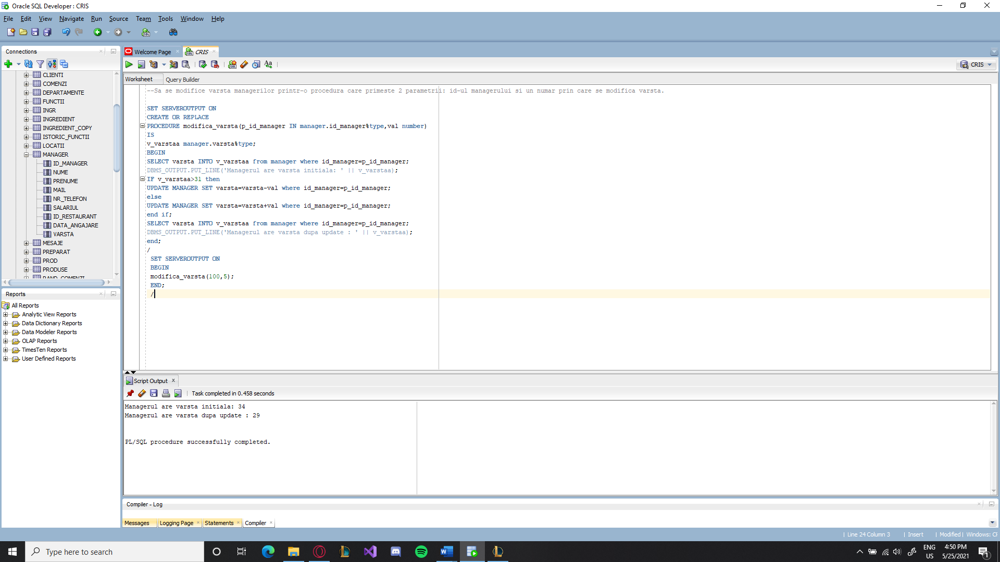 Oracle SQL Developer : CRIS
File Edit View Navigate Run Source Team Tools Window Help
Connections
Welcome Page
CRIS
CRIS
Worksheet Query Builder
CLIENTI
COMENZI
DEPARTAMENTE
FUNCTII
INGR
INGREDIENT
INGREDIENT_COPY
ISTORIC_FUNCTII
LOCATII
MANAGER
ID_MANAGER
NUME
PRENUME
MAIL
NR_TELEFON
SALARIUL
ID_RESTAURANT
DATA_ANGAJARE
VARSTA
MESAJE
PREPARAT
PROD
PRODUSE
RAND_COMENZI
--Sa se modifice varsta managerilor printr-o procedura care primeste 2 parametrii: id-ul managerului si un numar prin care se modifica varsta.
SET SERVEROUTPUT ON
CREATE OR REPLACE
PROCEDURE modifica_varsta(p_id_manager IN manager.id_manager%type,val number)
IS
v_varstaa manager.varsta%type;
BEGIN
SELECT varsta INTO v_varstaa from manager where id_manager=p_id_manager;
DBMS_OUTPUT.PUT_LINE('Managerul are varsta initiala: ' || v_varstaa);
IF v_varstaa>31 then
UPDATE MANAGER SET varsta=varsta-val where id_manager=p_id_manager;
else
UPDATE MANAGER SET varsta=varsta+val where id_manager=p_id_manager;
end if;
SELECT varsta INTO v_varstaa from manager where id_manager=p_id_manager;
DBMS_OUTPUT.PUT_LINE('Managerul are varsta dupa update : ' || v_varstaa);
end;
/
SET SERVEROUTPUT ON
BEGIN
modifica_varsta(100,5);
END;
/
Reports
All Reports
Analytic View Reports
Data Dictionary Reports
Data Modeler Reports
OLAP Reports
TimesTen Reports
User Defined Reports
Script Output
Task completed in 0.458 seconds
Managerul are varsta initiala: 34
Managerul are varsta dupa update : 29
PL/SQL procedure successfully completed.
Compiler - Log
Messages Logging Page Statements Compiler
Line 24 Column 3 | Insert | Modified | Windows: CF
Type here to search
ENG
US
4:50 PM
5/25/2021
1